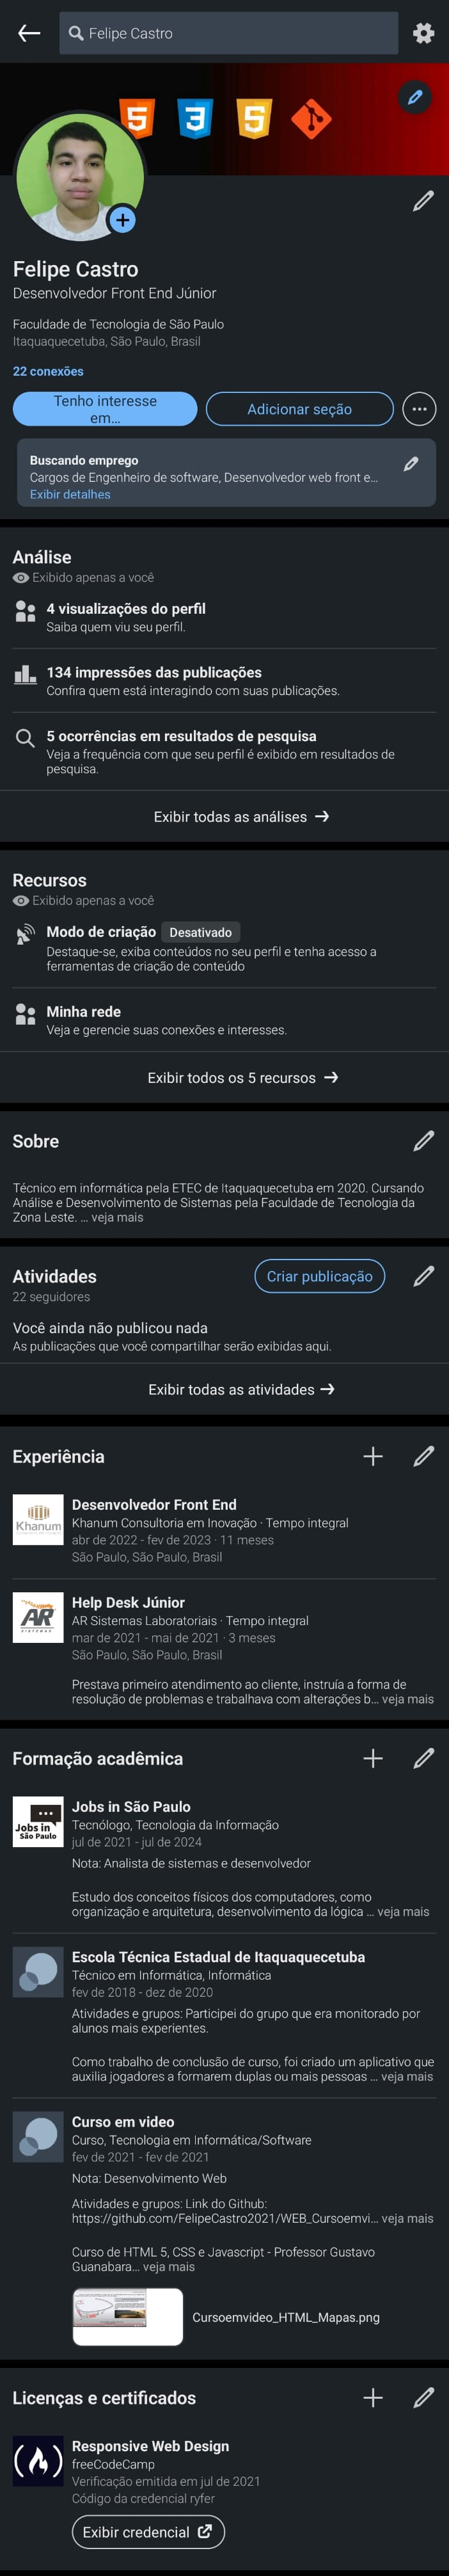 Felipe Castro
5 3 5
Felipe Castro
Desenvolvedor Front End Júnior
Faculdade de Tecnologia de São Paulo
Itaquaquecetuba, São Paulo, Brasil
22 conexões
Tenho interesse
em...
Adicionar seção
Buscando emprego
Cargos de Engenheiro de software, Desenvolvedor web front e...
Exibir detalhes
Análise
Exibido apenas a você
4 visualizações do perfil
Saiba quem viu seu perfil.
134 impressões das publicações
Confira quem está interagindo com suas publicações.
5 ocorrências em resultados de pesquisa
Veja a frequência com que seu perfil é exibido em resultados de
pesquisa.
Exibir todas as análises →
Recursos
Exibido apenas a você
Modo de criação Desativado
Destaque-se, exiba conteúdos no seu perfil e tenha acesso a
ferramentas de criação de conteúdo
Minha rede
Veja e gerencie suas conexões e interesses.
Exibir todos os 5 recursos →
Sobre
Técnico em informática pela ETEC de Itaquaquecetuba em 2020. Cursando
Análise e Desenvolvimento de Sistemas pela Faculdade de Tecnologia da
Zona Leste. ... veja mais
Atividades
Criar publicação
22 seguidores
Você ainda não publicou nada
As publicações que você compartilhar serão exibidas aqui.
Exibir todas as atividades →
Experiência
Khanum
Desenvolvedor Front End
Khanum Consultoria em Inovação · Tempo integral
abr de 2022 - fev de 2023 · 11 meses
São Paulo, São Paulo, Brasil
AR
SISTEMAS
Help Desk Júnior
AR Sistemas Laboratoriais · Tempo integral
mar de 2021 - mai de 2021 · 3 meses
São Paulo, São Paulo, Brasil
Prestava primeiro atendimento ao cliente, instruía a forma de
resolução de problemas e trabalhava com alterações b... veja mais
Formação acadêmica
Jobs in
São Paulo
Jobs in São Paulo
Tecnólogo, Tecnologia da Informação
jul de 2021 - jul de 2024
Nota: Analista de sistemas e desenvolvedor
Estudo dos conceitos físicos dos computadores, como
organização e arquitetura, desenvolvimento da lógica ... veja mais
Escola Técnica Estadual de Itaquaquecetuba
Técnico em Informática, Informática
fev de 2018 - dez de 2020
Atividades e grupos: Participei do grupo que era monitorado por
alunos mais experientes.
Como trabalho de conclusão de curso, foi criado um aplicativo que
auxilia jogadores a formarem duplas ou mais pessoas ... veja mais
Curso em video
Curso, Tecnologia em Informática/Software
fev de 2021 - fev de 2021
Nota: Desenvolvimento Web
Atividades e grupos: Link do Github:
https://github.com/FelipeCastro2021/WEB_Cursoemvi... veja mais
Curso de HTML 5, CSS e Javascript - Professor Gustavo
Guanabara... veja mais
Cursoemvideo_HTML_Mapas.png
Licenças e certificados
Responsive Web Design
freeCodeCamp
Verificação emitida em jul de 2021
Código da credencial ryfer
Exibir credencial